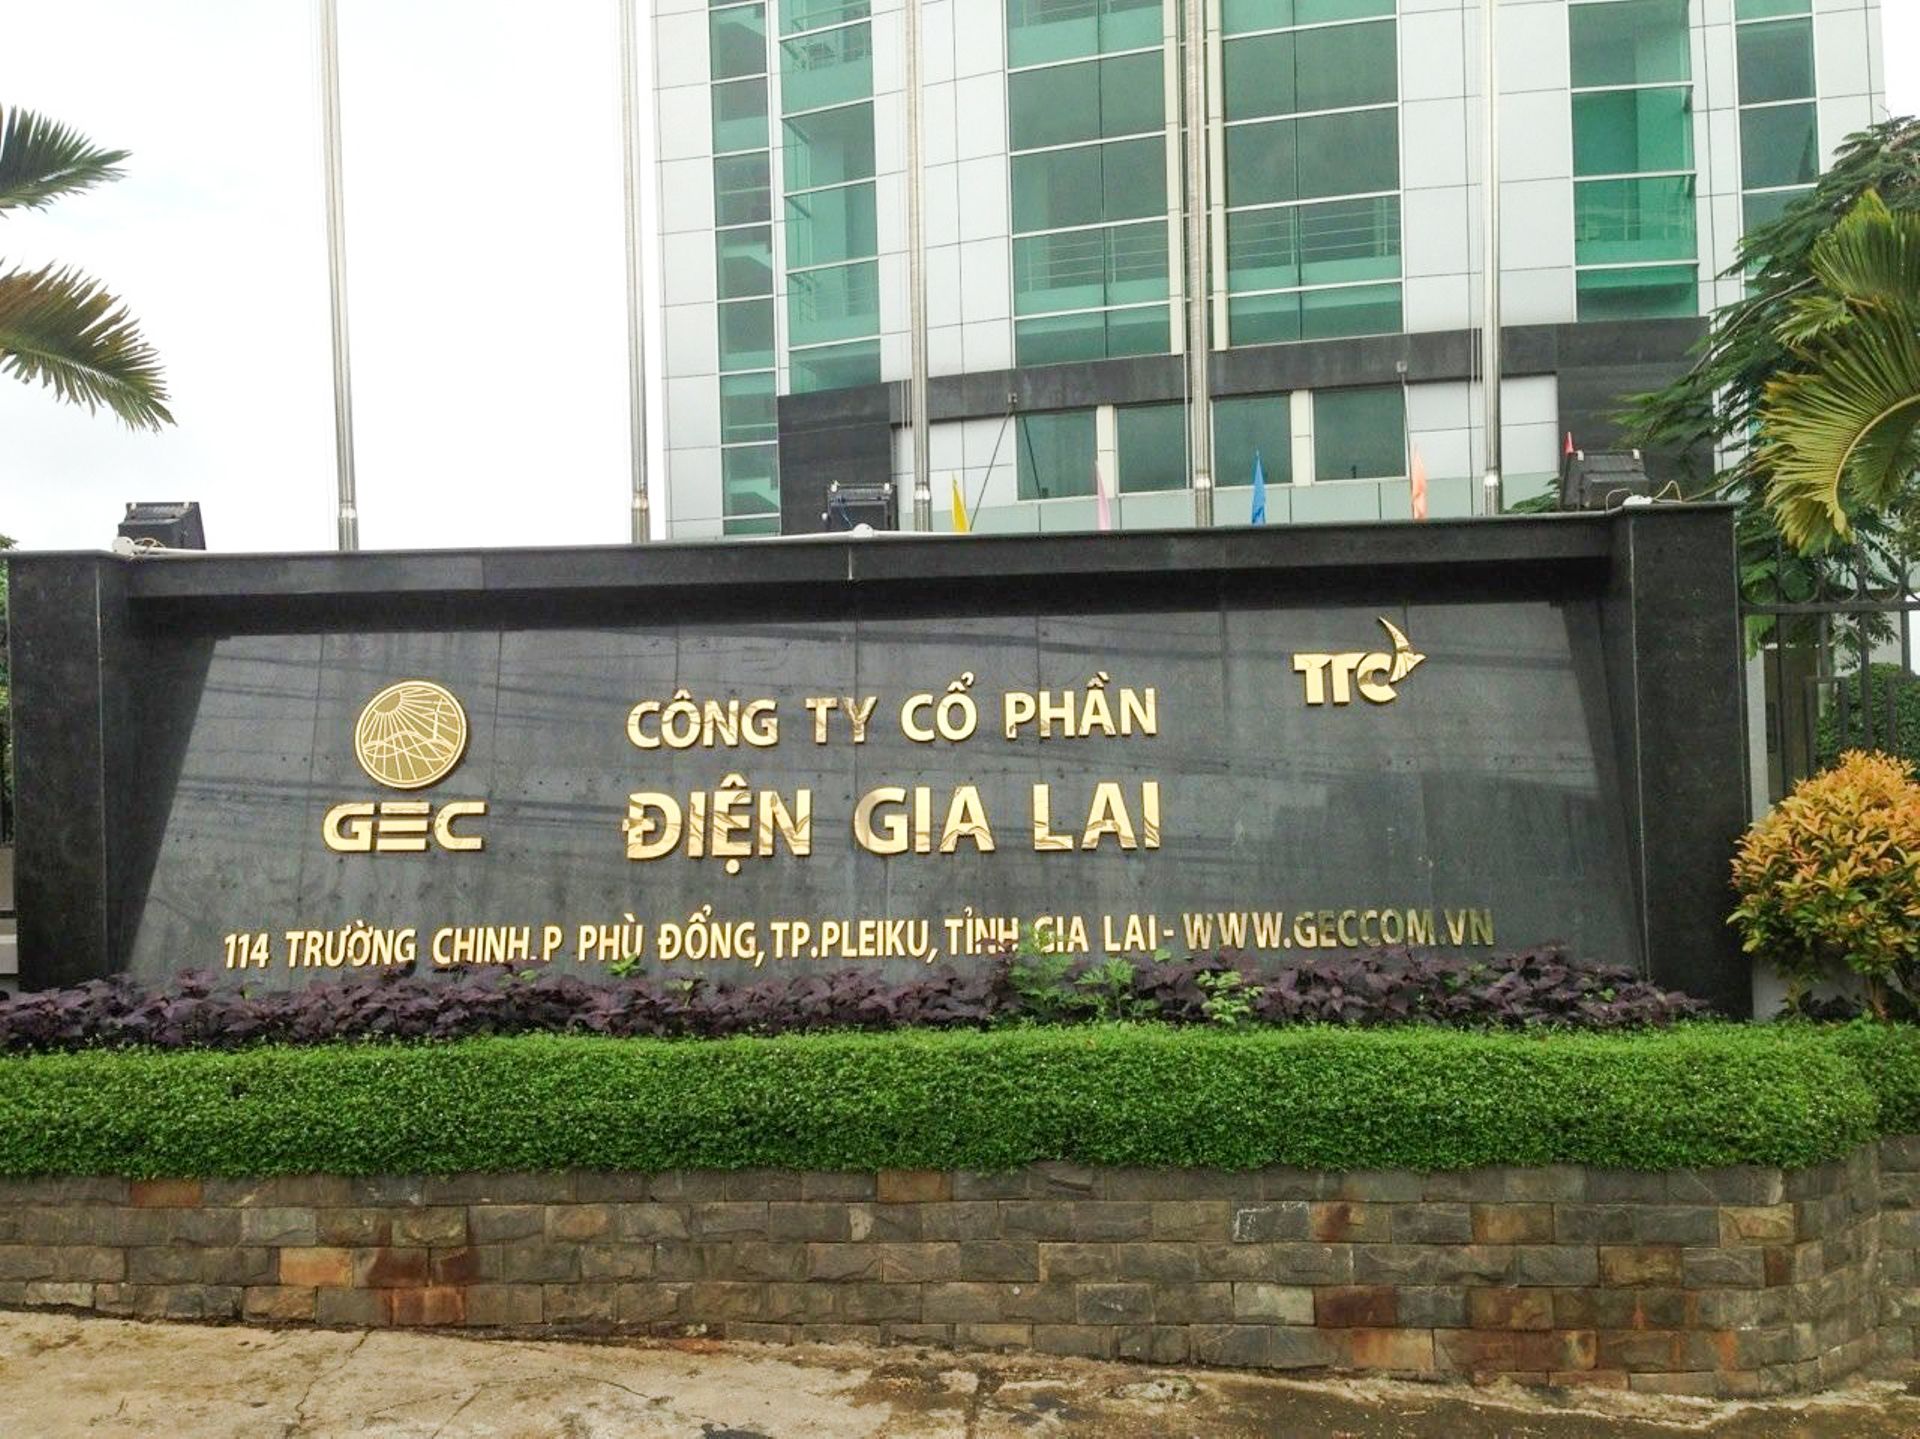 TTC
CÔNG TY CỔ PHẦN
GEC
ĐIỆN GIA LAI
114 TRƯỜNG CHINH.P PHÙ ĐỔNG, TP.PLEIKU, TỈNH GIA LAI - WWW.GECCOM.VN